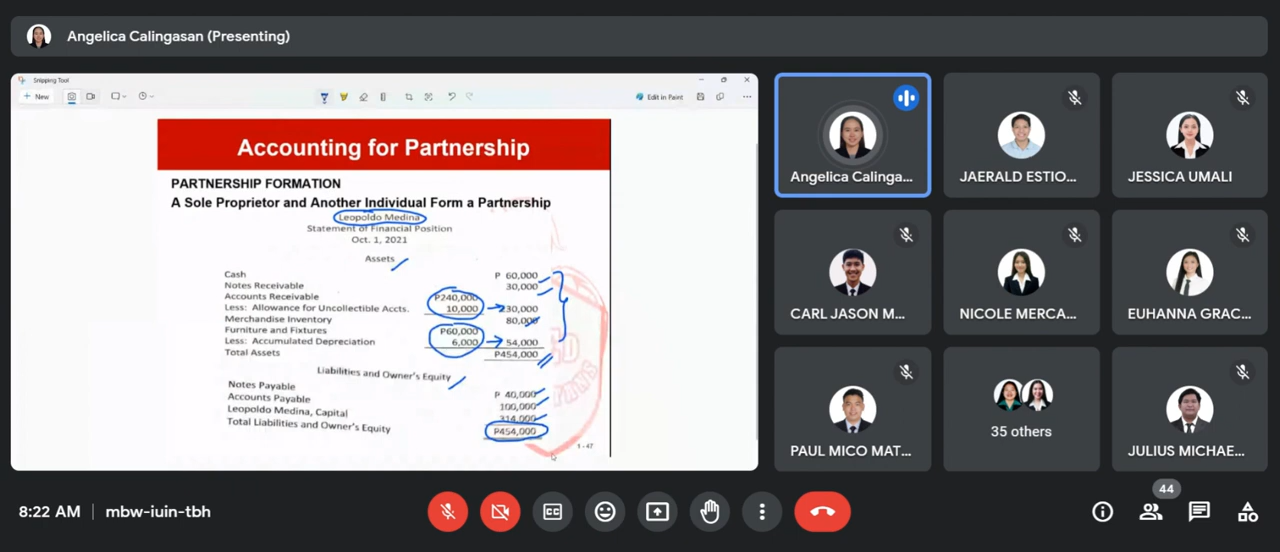 Angelica Calingasan (Presenting)
Snipping Tool
New
Edit in Paint
Accounting for Partnership
PARTNERSHIP FORMATION
A Sole Proprietor and Another Individual Form a Partnership
Leopoldo Medina
Statement of Financial Position
Oct. 1, 2021
Assets
Cash P 60,000
Notes Receivable 30,000
Accounts Receivable P240,000
Less: Allowance for Uncollectible Accts. 10,000 230,000
Merchandise Inventory 80,000
Furniture and Fixtures P60,000
Less: Accumulated Depreciation 6,000 54,000
Total Assets P454,000
Liabilities and Owner's Equity
Notes Payable P 40,000
Accounts Payable 100,000
Leopoldo Medina, Capital 314,000
Total Liabilities and Owner's Equity P454,000
1 - 47
Angelica Calinga...
JAERALD ESTIO...
JESSICA UMALI
CARL JASON M...
NICOLE MERCA...
EUHANNA GRAC...
PAUL MICO MAT...
35 others
JULIUS MICHAE...
8:22 AM | mbw-iuin-tbh
CC
44